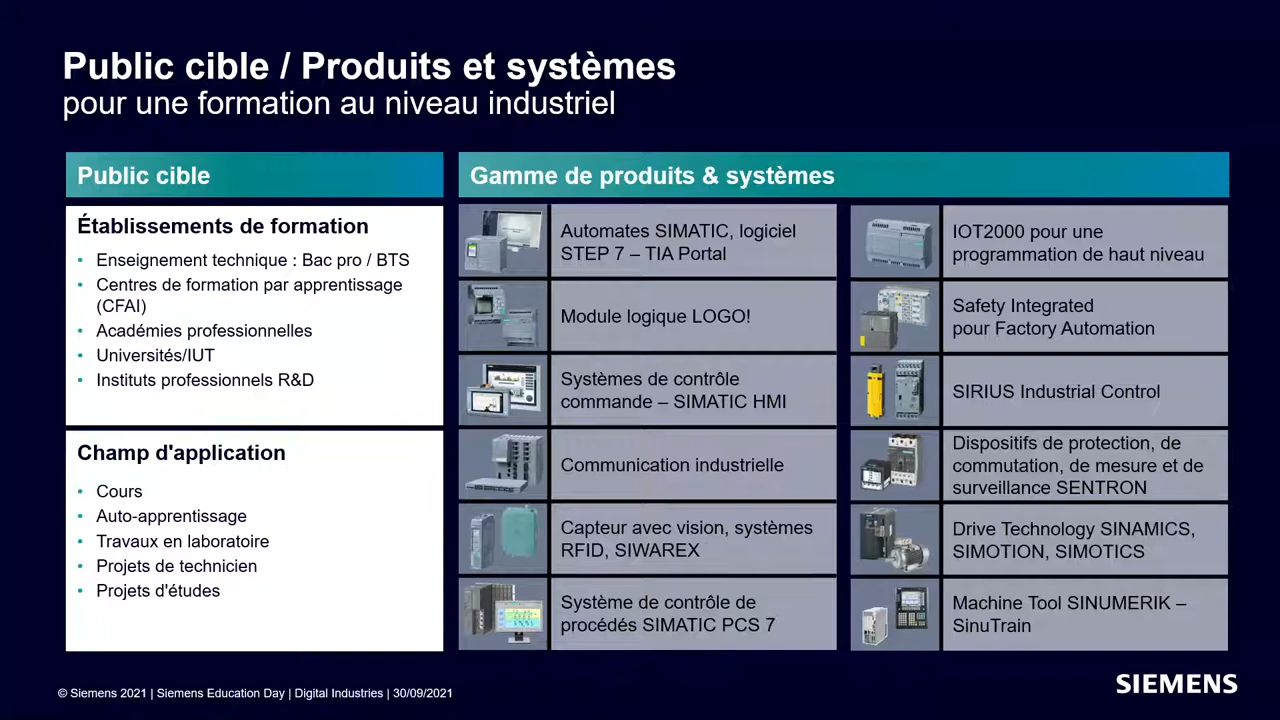 Public cible / Produits et systèmes
pour une formation au niveau industriel
Public cible
Établissements de formation
• Enseignement technique : Bac pro / BTS
• Centres de formation par apprentissage
(CFAI)
• Académies professionnelles
• Universités/IUT
• Instituts professionnels R&D
Champ d'application
• Cours
• Auto-apprentissage
• Travaux en laboratoire
• Projets de technicien
• Projets d'études
Gamme de produits & systèmes
Automates SIMATIC, logiciel
STEP 7 – TIA Portal
Module logique LOGO!
Systèmes de contrôle
commande – SIMATIC HMI
Communication industrielle
Capteur avec vision, systèmes
RFID, SIWAREX
Système de contrôle de
procédés SIMATIC PCS 7
IOT2000 pour une
programmation de haut niveau
Safety Integrated
pour Factory Automation
SIRIUS Industrial Control
Dispositifs de protection, de
commutation, de mesure et de
surveillance SENTRON
Drive Technology SINAMICS,
SIMOTION, SIMOTICS
Machine Tool SINUMERIK –
SinuTrain
© Siemens 2021 | Siemens Education Day | Digital Industries | 30/09/2021
SIEMENS